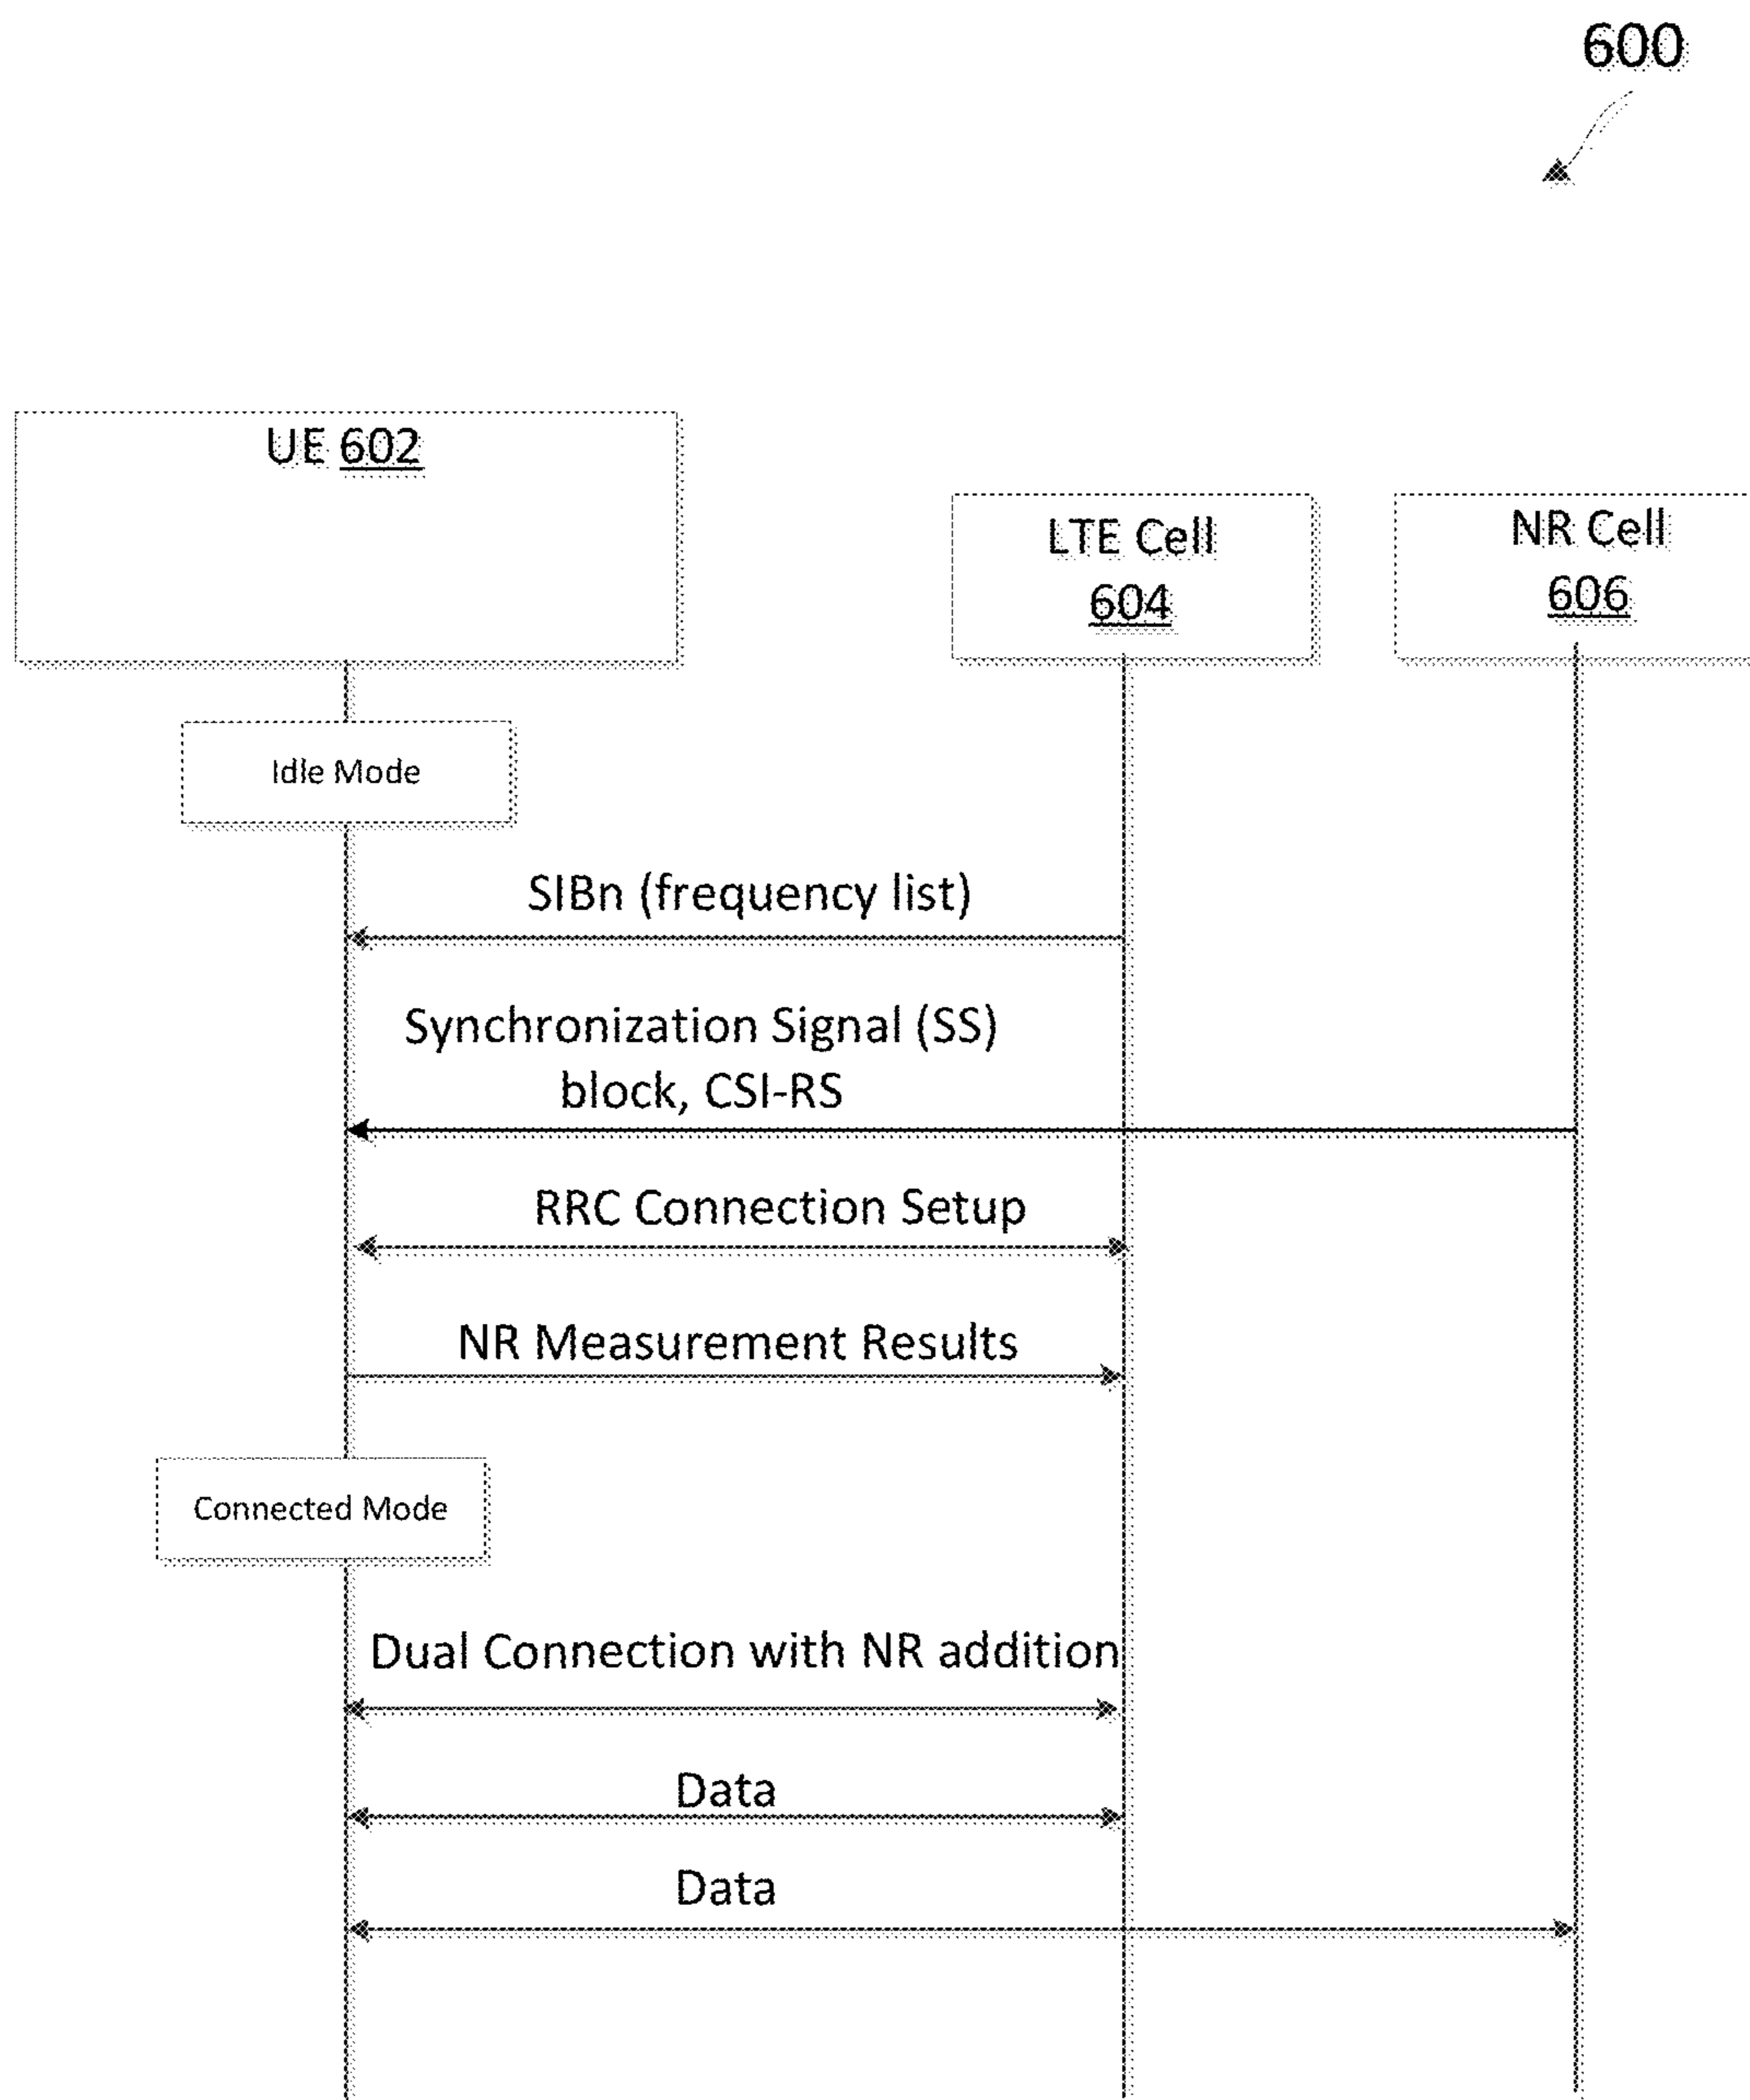 600
UE 602
LTE Cell
604
NR Cell
606
Idle Mode
SIBn (frequency list)
Synchronization Signal (SS)
block, CSI-RS
RRC Connection Setup
NR Measurement Results
Connected Mode
Dual Connection with NR addition
Data
Data